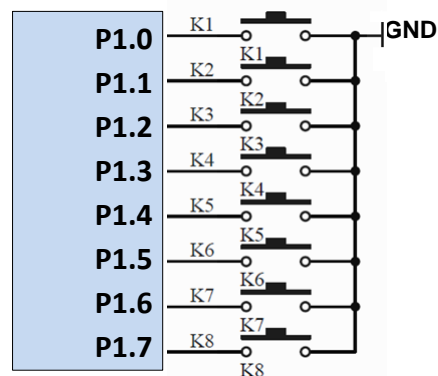 P1.0 K1 GND
K1
P1.1 K2
K2
P1.2 K3
K3
P1.3 K4
K4
P1.4 K5
K5
P1.5 K6
K6
P1.6 K7
K7
P1.7 K8
K8